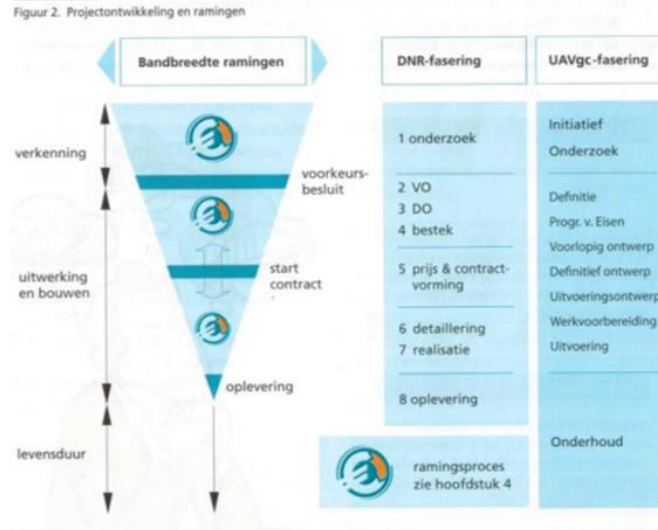 Figuur 2. Projectontwikkeling en ramingen
Bandbreedte ramingen
verkenning
voorkeurs-
besluit
uitwerking
en bouwen
start
contract
oplevering
levensduur
DNR-fasering
1 onderzoek
2 VO
3 DO
4 bestek
5 prijs & contract-
vorming
6 detaillering
7 realisatie
8 oplevering
ramingsproces
zie hoofdstuk 4
UAVgc-fasering
Initiatief
Onderzoek
Definitie
Progr. v. Eisen
Voorlopig ontwerp
Definitief ontwerp
Uitvoeringsontwerp
Werkvoorbereiding
Uitvoering
Onderhoud